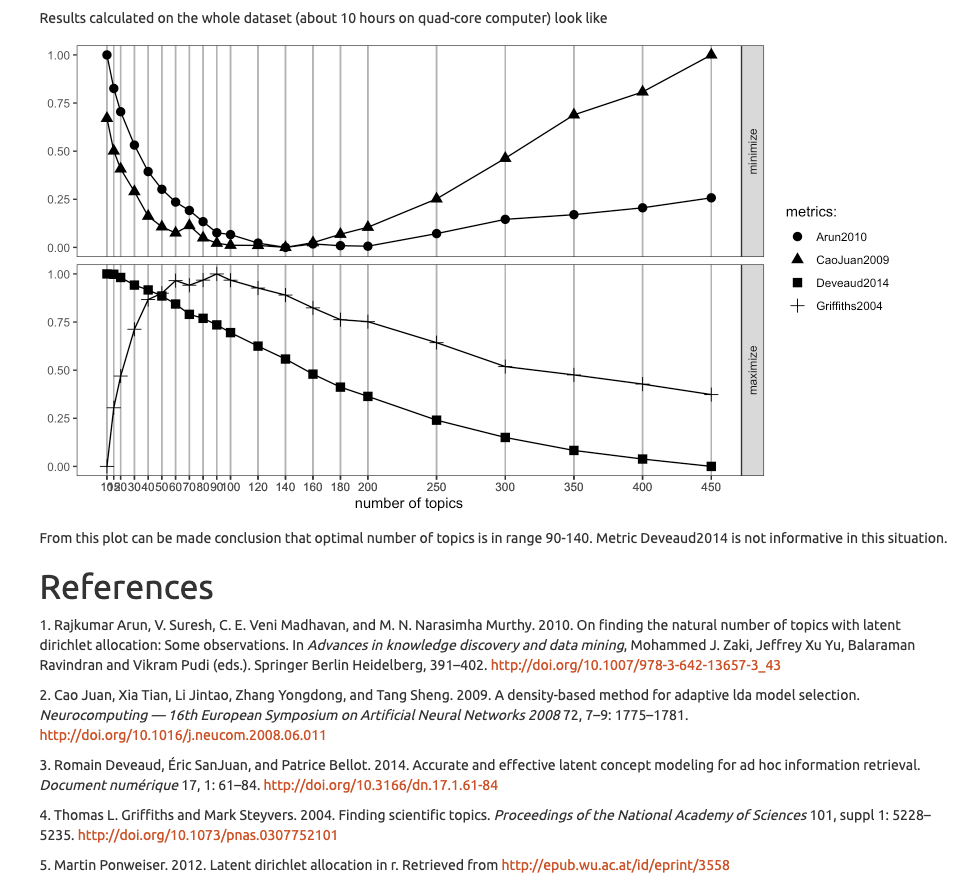 Results calculated on the whole dataset (about 10 hours on quad-core computer) look like
1.00
0.75
0.50
0.25
0.00
minimize
1.00
0.75
0.50
0.25
0.00
maximize
metrics:
Arun2010
CaoJuan2009
Deveaud2014
Griffiths2004
30 40 50 60 70 80 90 100 120 140 160 180 200 250 300 350 400 450
number of topics
From this plot can be made conclusion that optimal number of topics is in range 90-140. Metric Deveaud2014 is not informative in this situation.
References
1. Rajkumar Arun, V. Suresh, C. E. Veni Madhavan, and M. N. Narasimha Murthy. 2010. On finding the natural number of topics with latent
dirichlet allocation: Some observations. In Advances in knowledge discovery and data mining, Mohammed J. Zaki, Jeffrey Xu Yu, Balaraman
Ravindran and Vikram Pudi (eds.). Springer Berlin Heidelberg, 391–402. http://doi.org/10.1007/978-3-642-13657-3_43
2. Cao Juan, Xia Tian, Li Jintao, Zhang Yongdong, and Tang Sheng. 2009. A density-based method for adaptive lda model selection.
Neurocomputing — 16th European Symposium on Artificial Neural Networks 2008 72, 7–9: 1775–1781.
http://doi.org/10.1016/j.neucom.2008.06.011
3. Romain Deveaud, Éric SanJuan, and Patrice Bellot. 2014. Accurate and effective latent concept modeling for ad hoc information retrieval.
Document numérique 17, 1: 61–84. http://doi.org/10.3166/dn.17.1.61-84
4. Thomas L. Griffiths and Mark Steyvers. 2004. Finding scientific topics. Proceedings of the National Academy of Sciences 101, suppl 1: 5228–
5235. http://doi.org/10.1073/pnas.0307752101
5. Martin Ponweiser. 2012. Latent dirichlet allocation in r. Retrieved from http://epub.wu.ac.at/id/eprint/3558